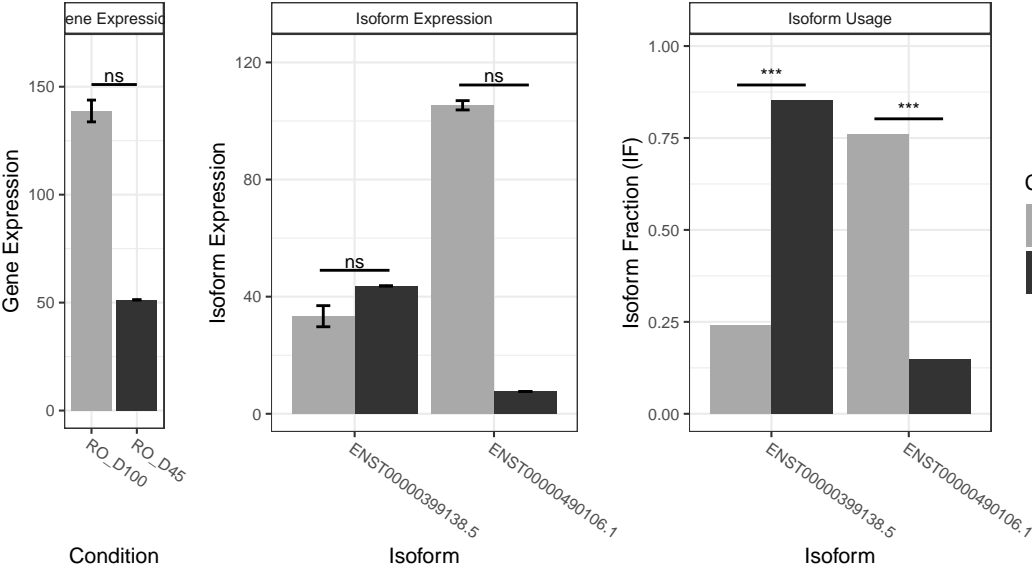 ene Expressio
Isoform Expression
Isoform Usage
Gene Expression
150
100
50
0
ns
RO_D100
RO_D45
Condition
Isoform Expression
120
80
40
0
ns
ns
ENST00000399138.5
ENST00000490106.1
Isoform
Isoform Fraction (IF)
1.00
0.75
0.50
0.25
0.00
***
***
ENST00000399138.5
ENST00000490106.1
Isoform